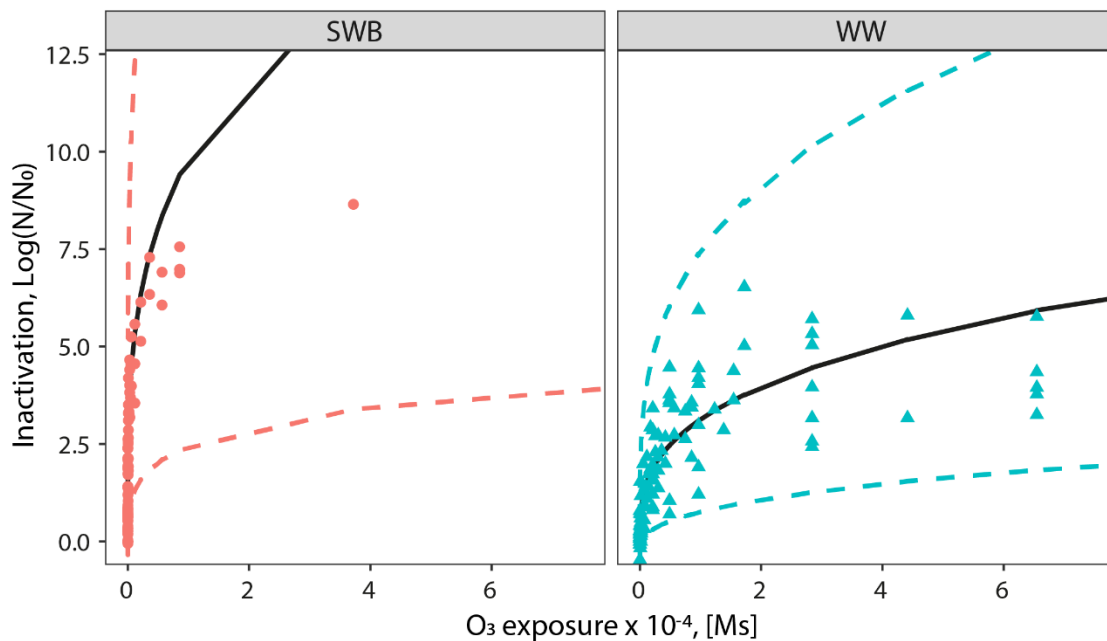 SWB
WW
12.5
10.0
7.5
5.0
2.5
0.0
Inactivation, Log(N/N₀)
0 2 4 6
0 2 4 6
O₃ exposure x 10⁻⁴, [Ms]